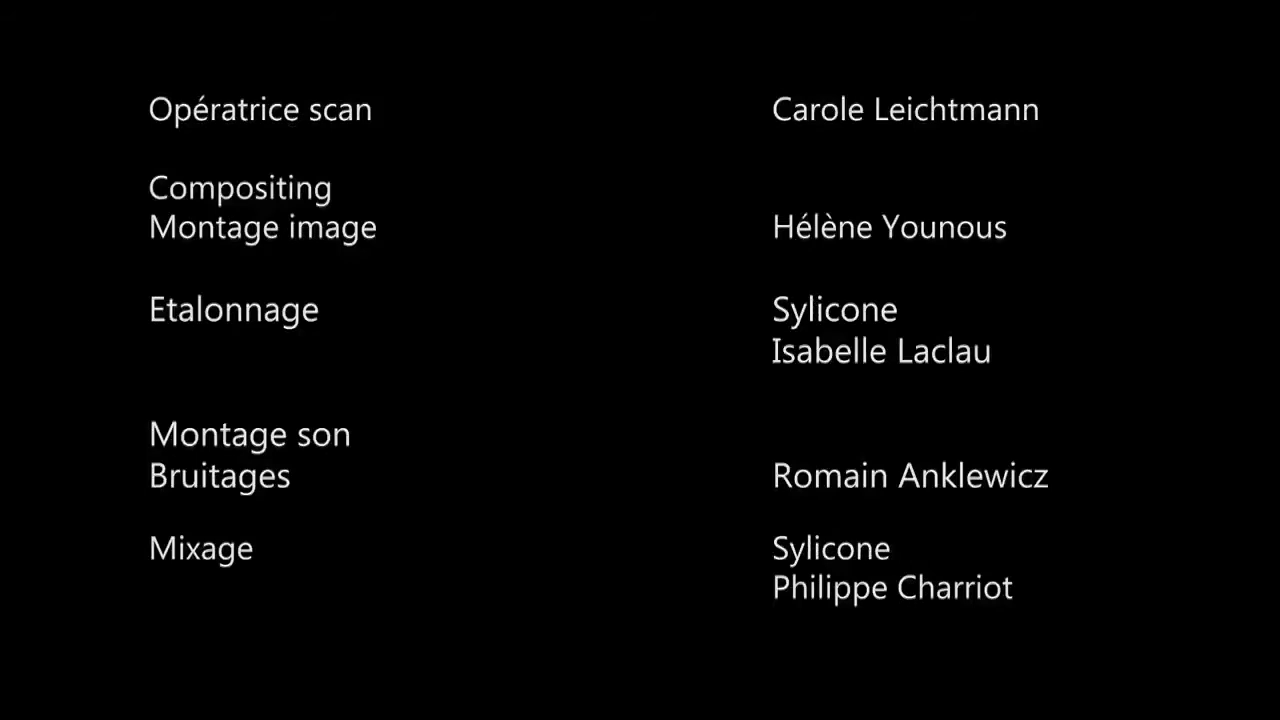 Opératrice scan Carole Leichtmann
Compositing
Montage image Hélène Younous
Etalonnage Sylicone
Isabelle Laclau
Montage son
Bruitages Romain Anklewicz
Mixage Sylicone
Philippe Charriot